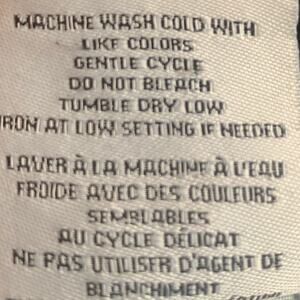 MACHINE WASH COLD WITH
LIKE COLORS
GENTLE CYCLE
DO NOT BLEACH
TUMBLE DRY LOW
IRON AT LOW SETTING IF NEEDED
LAVER À LA MACHINE À L'EAU
FROIDE AVEC DES COULEURS
SEMBLABLES
AU CYCLE DÉLICAT
NE PAS UTILISER D'AGENT DE
BLANCHIMENT